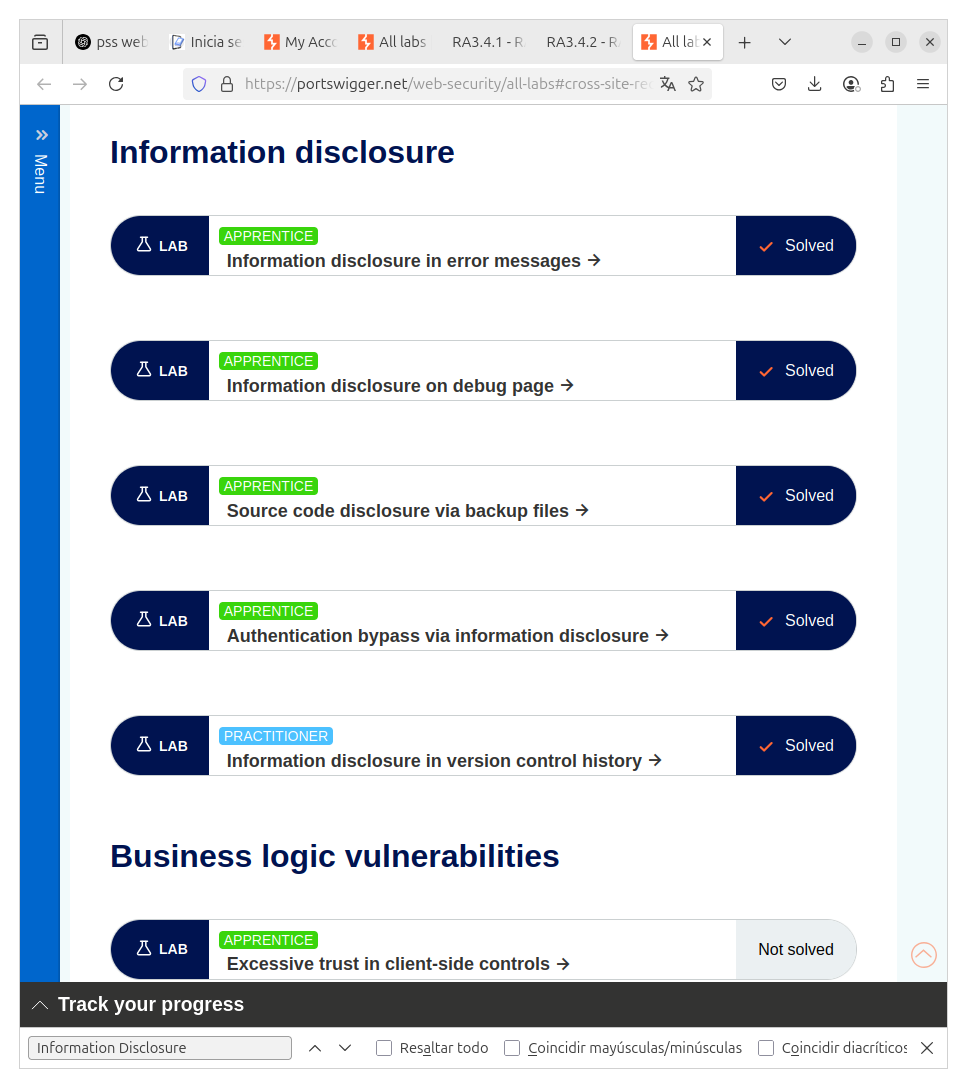 pss web
Inicia se
My Acco
All labs
RA3.4.1 - R
RA3.4.2 - R
All lab
https://portswigger.net/web-security/all-labs#cross-site-re
Menu
Information disclosure
LAB
APPRENTICE
Information disclosure in error messages
Solved
LAB
APPRENTICE
Information disclosure on debug page
Solved
LAB
APPRENTICE
Source code disclosure via backup files
Solved
LAB
APPRENTICE
Authentication bypass via information disclosure
Solved
LAB
PRACTITIONER
Information disclosure in version control history
Solved
Business logic vulnerabilities
LAB
APPRENTICE
Excessive trust in client-side controls
Not solved
Track your progress
Information Disclosure
Resaltar todo
Coincidir mayúsculas/minúsculas
Coincidir diacríticos